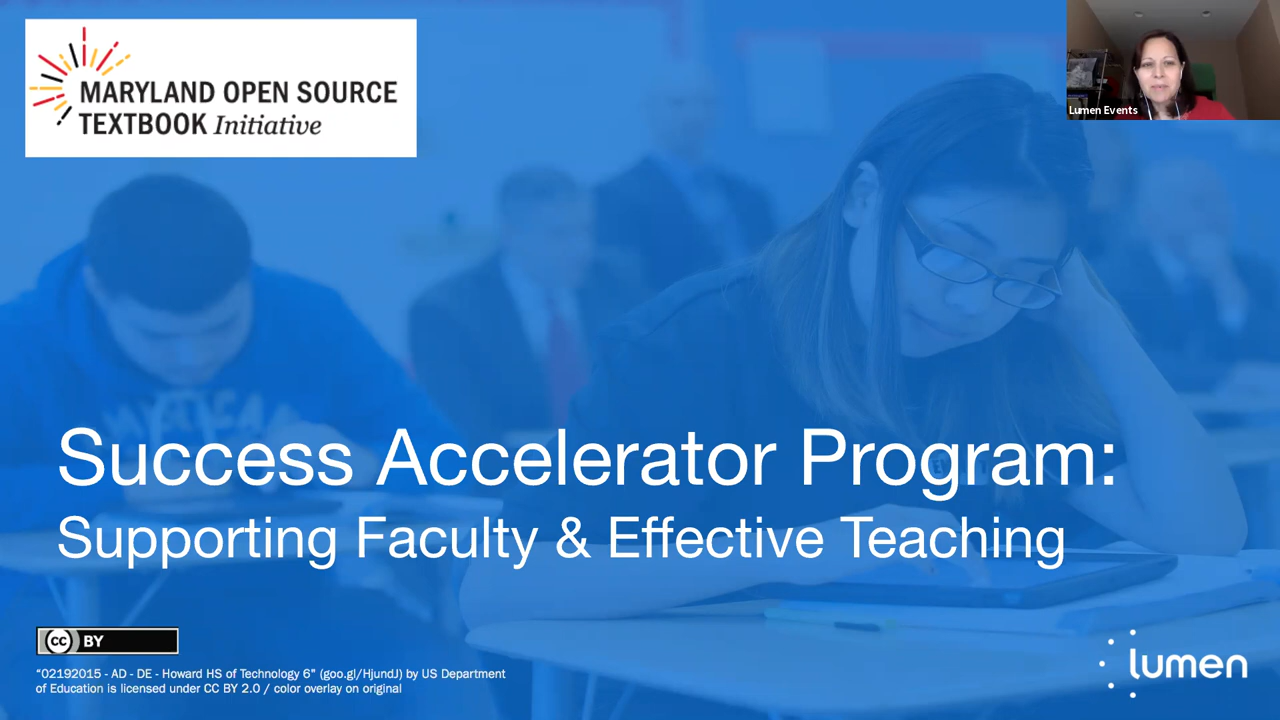 MARYLAND OPEN SOURCE
TEXTBOOK Initiative
Lumen Events
Success Accelerator Program:
Supporting Faculty & Effective Teaching
cc BY
“02192015 - AD - DE - Howard HS of Technology 6” (goo.gl/HjundJ) by US Department
of Education is licensed under CC BY 2.0 / color overlay on original
lumen